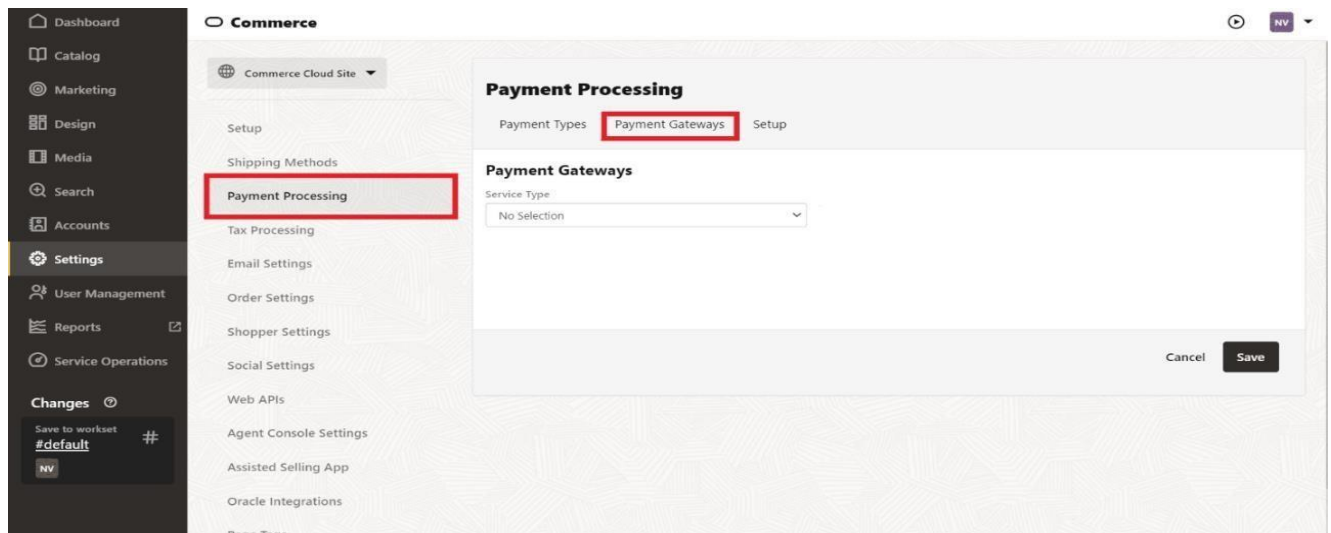 Dashboard
Catalog
Marketing
Design
Media
Search
Accounts
Settings
User Management
Reports
Service Operations
Changes
Save to workset
#default
#
NV
Commerce
NV
Commerce Cloud Site
Setup
Shipping Methods
Payment Processing
Tax Processing
Email Settings
Order Settings
Shopper Settings
Social Settings
Web APIs
Agent Console Settings
Assisted Selling App
Oracle Integrations
Payment Processing
Payment Types Payment Gateways Setup
Payment Gateways
Service Type
No Selection
Cancel Save